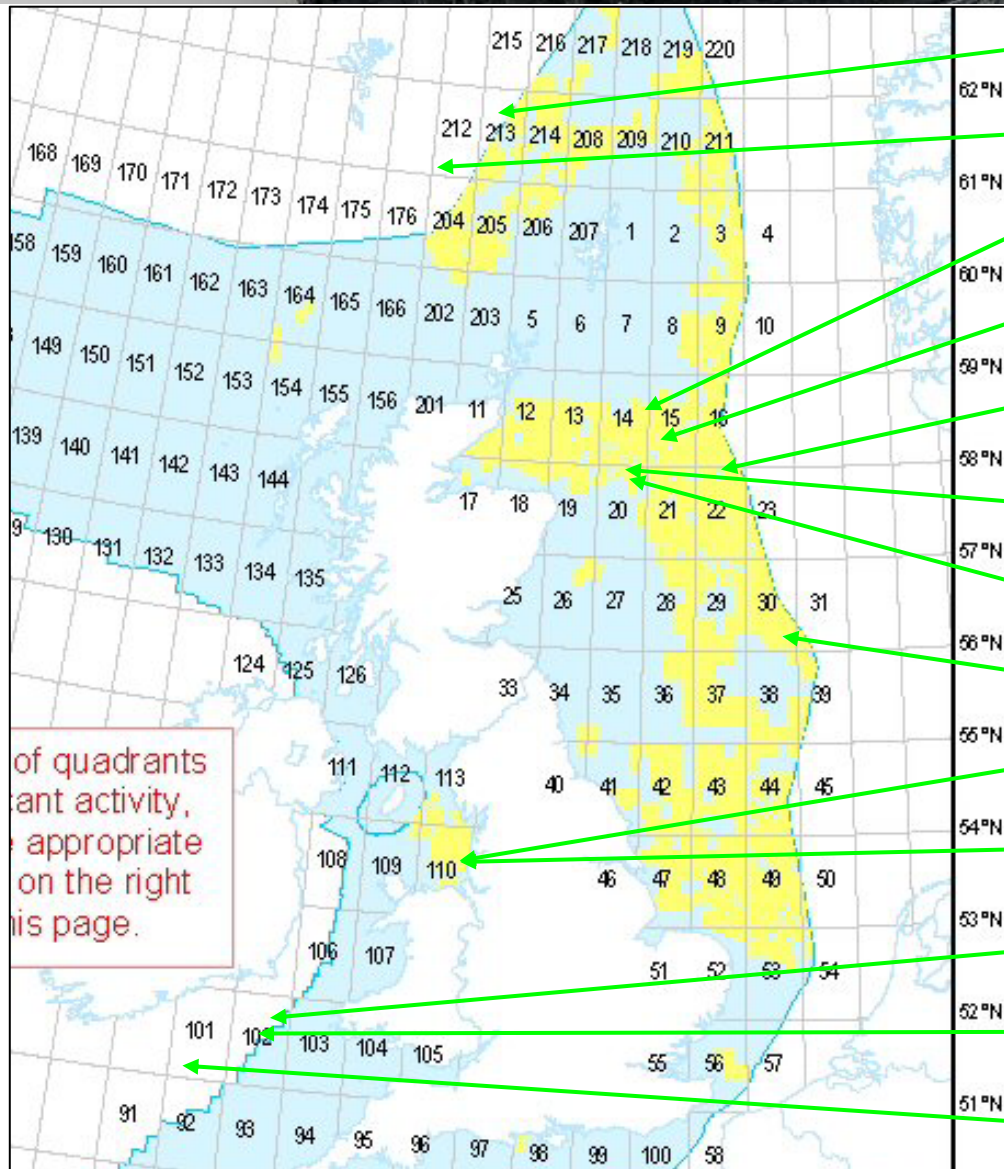 215 216 217 218 219 220
62°N
212 213 214 208 209 210 211
168 169 170 171 172 173 174 175 176
61°N
204 205 206 207 1 2 3 4
158 159 160 161 162 163 164 165 166 202 203 5 6 7 8 9 10
60°N
149 150 151 152 153 154 155 156 201 11 12 13 14 15 16
59°N
139 140 141 142 143 144
58°N
17 18 19 20 21 22 23
130 131 132 133 134 135
57°N
25 26 27 28 29 30 31
56°N
124 125 126
33 34 35 36 37 38 39
55°N
of quadrants
cant activity,
e appropriate
on the right
his page.
111 112 113
40 41 42 43 44 45
54°N
108 109 110
46 47 48 49 50
53°N
106 107
51 52 53 54
52°N
101 102 103 104 105
55 56 57
51°N
91 92 93 94 95 96 97 98 99 100 58